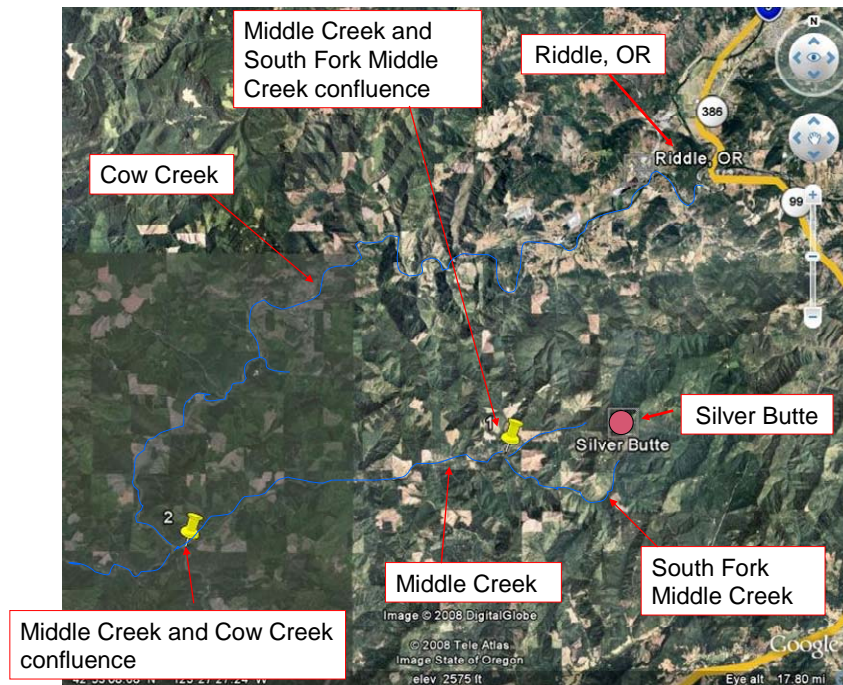 Middle Creek and
South Fork Middle
Creek confluence
Riddle, OR
N
386
Riddle, OR
Cow Creek
99
1
Silver Butte
Silver Butte
2
Middle Creek
South Fork
Middle Creek
Middle Creek and Cow Creek
confluence
Image © 2008 DigitalGlobe
© 2008 Tele Atlas
Image State of Oregon
Google
elev 2575 ft
Eye alt 17.80 mi